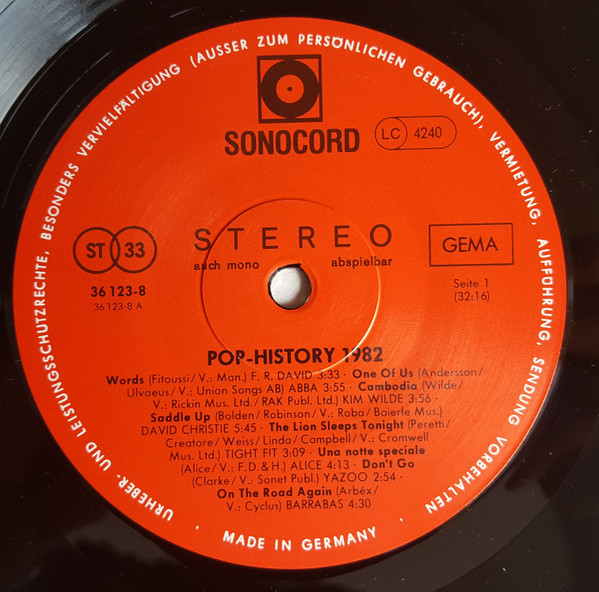 URHEBER- UND LEISTUNGSSCHUTZRECHTE, BESONDERS VERVIELFÄLTIGUNG (AUSSER ZUM PERSÖNLICHEN GEBRAUCH), VERMIETUNG, AUFFÜHRUNG, SENDUNG VORBEHALTEN
SONOCORD
LC 4240
STEREO
ST 33
GEMA
auch mono abspielbar
36 123-8
36 123-8 A
Seite 1
(32:16)
POP-HISTORY 1982
Words (Fitoussi/V.: Man.) F. R. DAVID 3:33 · One Of Us (Andersson/
Ulvaeus/V.: Union Songs AB) ABBA 3:55 · Cambodia (Wilde/
V.: Rickin Mus. Ltd./RAK Publ. Ltd.) KIM WILDE 3:56 ·
Saddle Up (Bolden/Robinson/V.: Roba/Baierle Mus.)
DAVID CHRISTIE 5:45 · The Lion Sleeps Tonight (Peretti/
Creatore/Weiss/Linda/Campbell/V.: Cromwell
Mus. Ltd.) TIGHT FIT 3:09 · Una notte speciale
(Alice/V.: F.D.&H.) ALICE 4:13 · Don't Go
(Clarke/V.: Sonet Publ.) YAZOO 2:54 ·
On The Road Again (Arbéx/
V.: Cyclus) BARRABAS 4:30
· MADE IN GERMANY ·